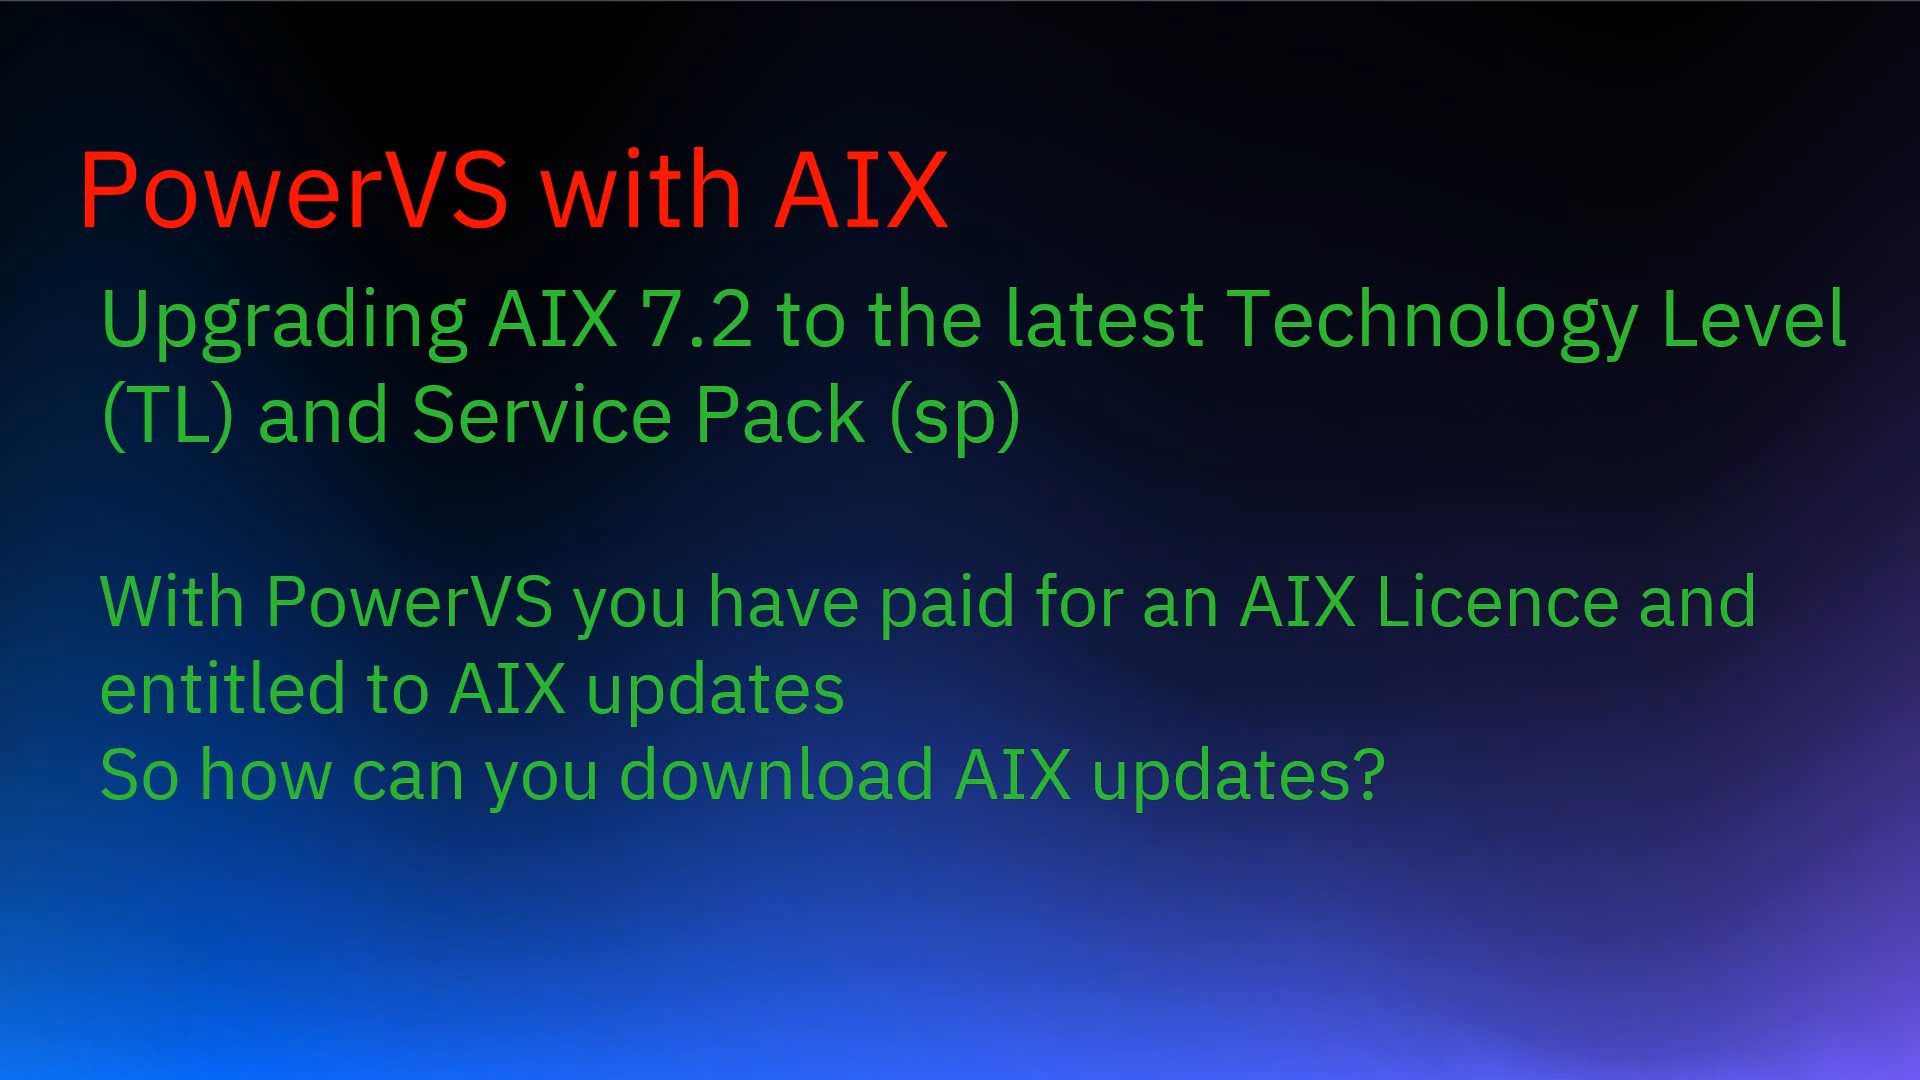 PowerVS with AIX
Upgrading AIX 7.2 to the latest Technology Level
(TL) and Service Pack (sp)
With PowerVS you have paid for an AIX Licence and
entitled to AIX updates
So how can you download AIX updates?